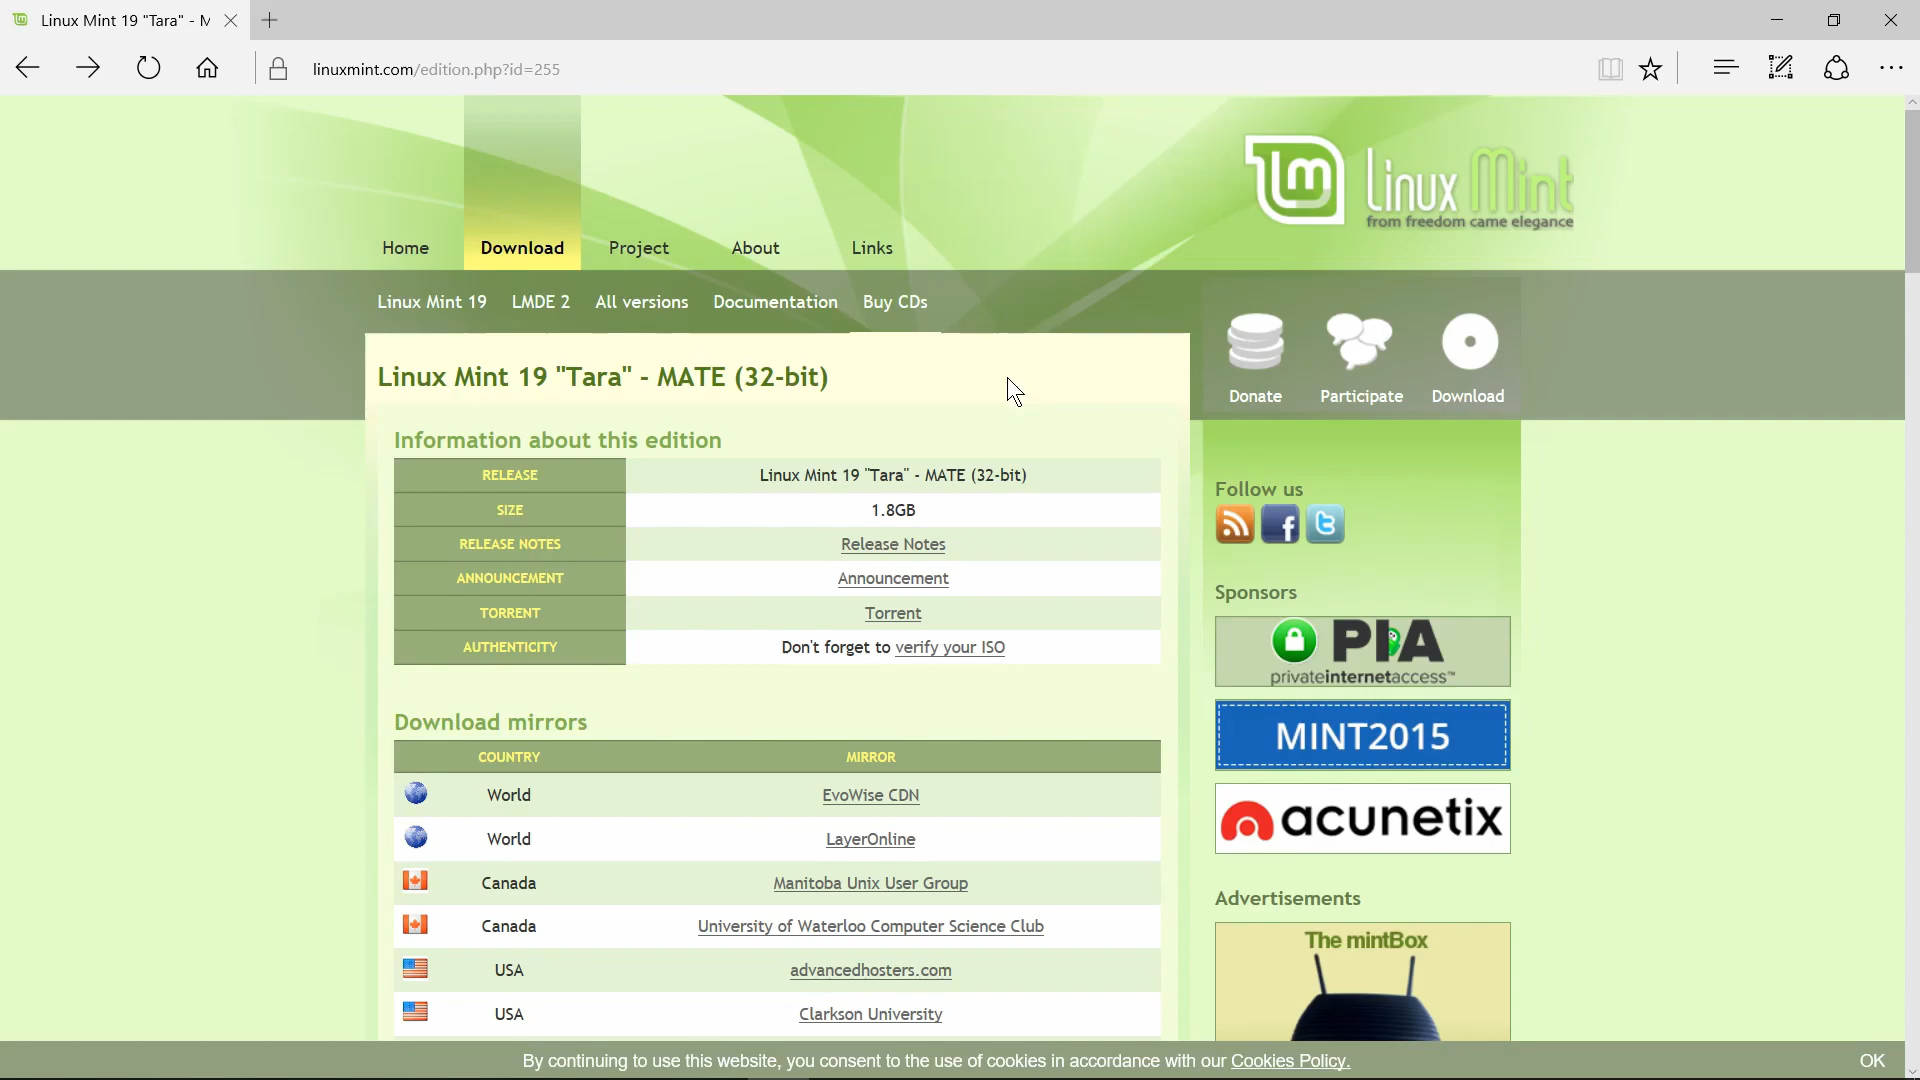 Linux Mint 19 "Tara" - M
linuxmint.com/edition.php?id=255
Linux Mint
from freedom came elegance
Home Download Project About Links
Linux Mint 19 LMDE 2 All versions Documentation Buy CDs
Donate Participate Download
Linux Mint 19 "Tara" - MATE (32-bit)
Information about this edition
RELEASE Linux Mint 19 "Tara" - MATE (32-bit)
SIZE 1.8GB
RELEASE NOTES Release Notes
ANNOUNCEMENT Announcement
TORRENT Torrent
AUTHENTICITY Don't forget to verify your ISO
Download mirrors
COUNTRY MIRROR
World EvoWise CDN
World LayerOnline
Canada Manitoba Unix User Group
Canada University of Waterloo Computer Science Club
USA advancedhosters.com
USA Clarkson University
Follow us
Sponsors
PIA
privateinternetaccess™
MINT2015
acunetix
Advertisements
The mintBox
By continuing to use this website, you consent to the use of cookies in accordance with our Cookies Policy. OK